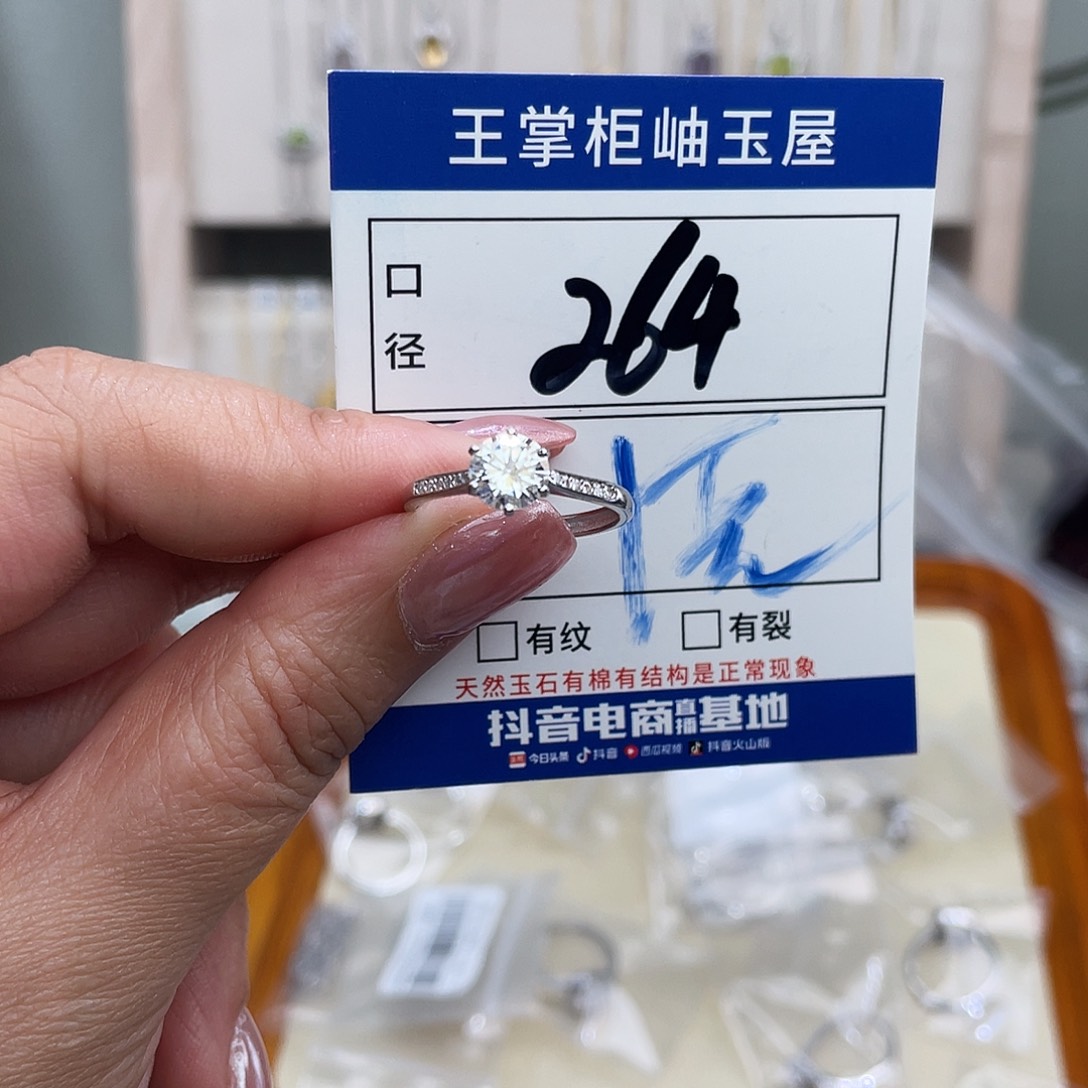 王掌柜岫玉屋
口径
264
有纹 有裂
天然玉石有棉有结构是正常现象
抖音电商直播基地
今日头条 抖音 西瓜视频 抖音火山版